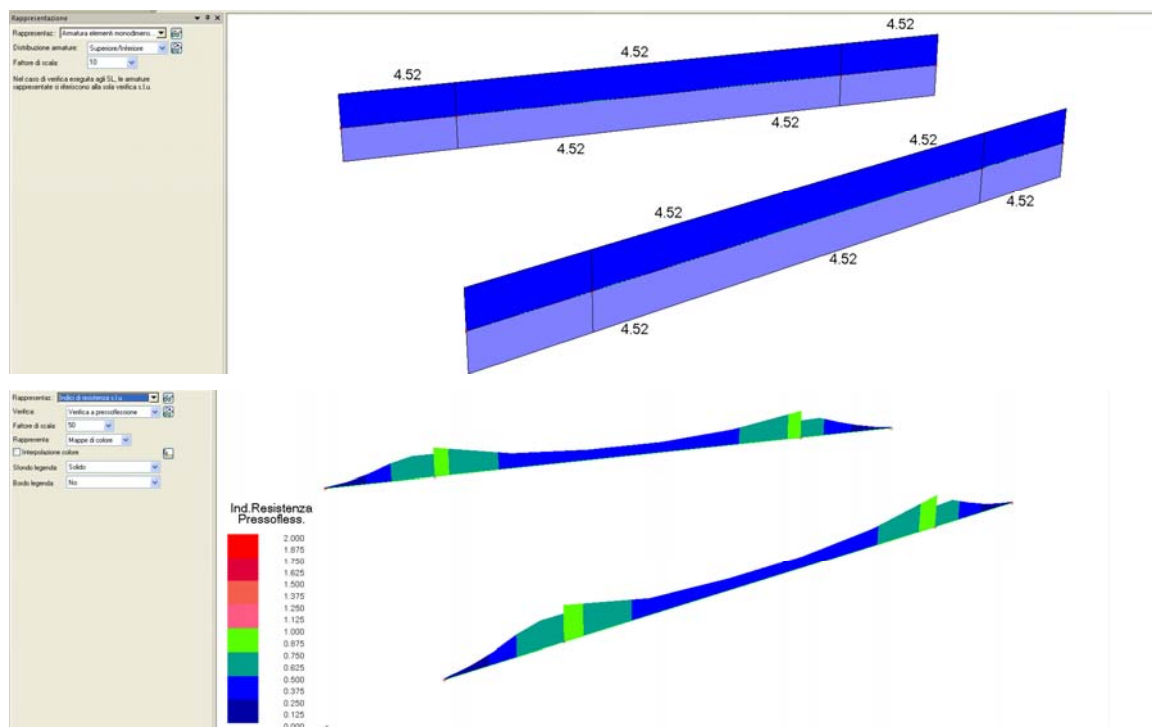 Rappresentazione
Rappresentaz.: Armatura elementi monodimens...
Distribuzione armature: Superiore/Inferiore
Fattore di scala: 10
Nel caso di verifica eseguita agli SL, le armature
rappresentate si riferiscono alla sola verifica s.l.u.
4.52
4.52
4.52
4.52
4.52
4.52
4.52
4.52
4.52
4.52
Rappresentaz.: Indici di resistenza s.l.u.
Verifica: Verifica a pressoflessione
Fattore di scala: 50
Rappresenta Mappe di colore
Interpolazione colore
Sfondo legenda: Solido
Bordo legenda: No
Ind.Resistenza
Pressofless.
2.000
1.875
1.750
1.625
1.500
1.375
1.250
1.125
1.000
0.875
0.750
0.625
0.500
0.375
0.250
0.125
0.000